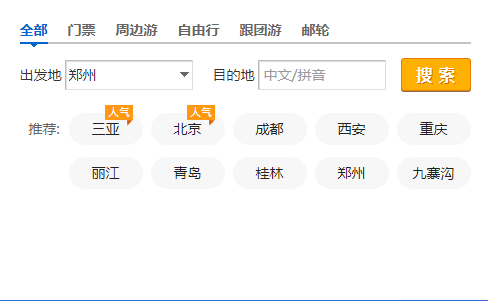 全部 门票 周边游 自由行 跟团游 邮轮
出发地 郑州 目的地 中文/拼音 搜索
人气 人气
推荐: 三亚 北京 成都 西安 重庆
丽江 青岛 桂林 郑州 九寨沟